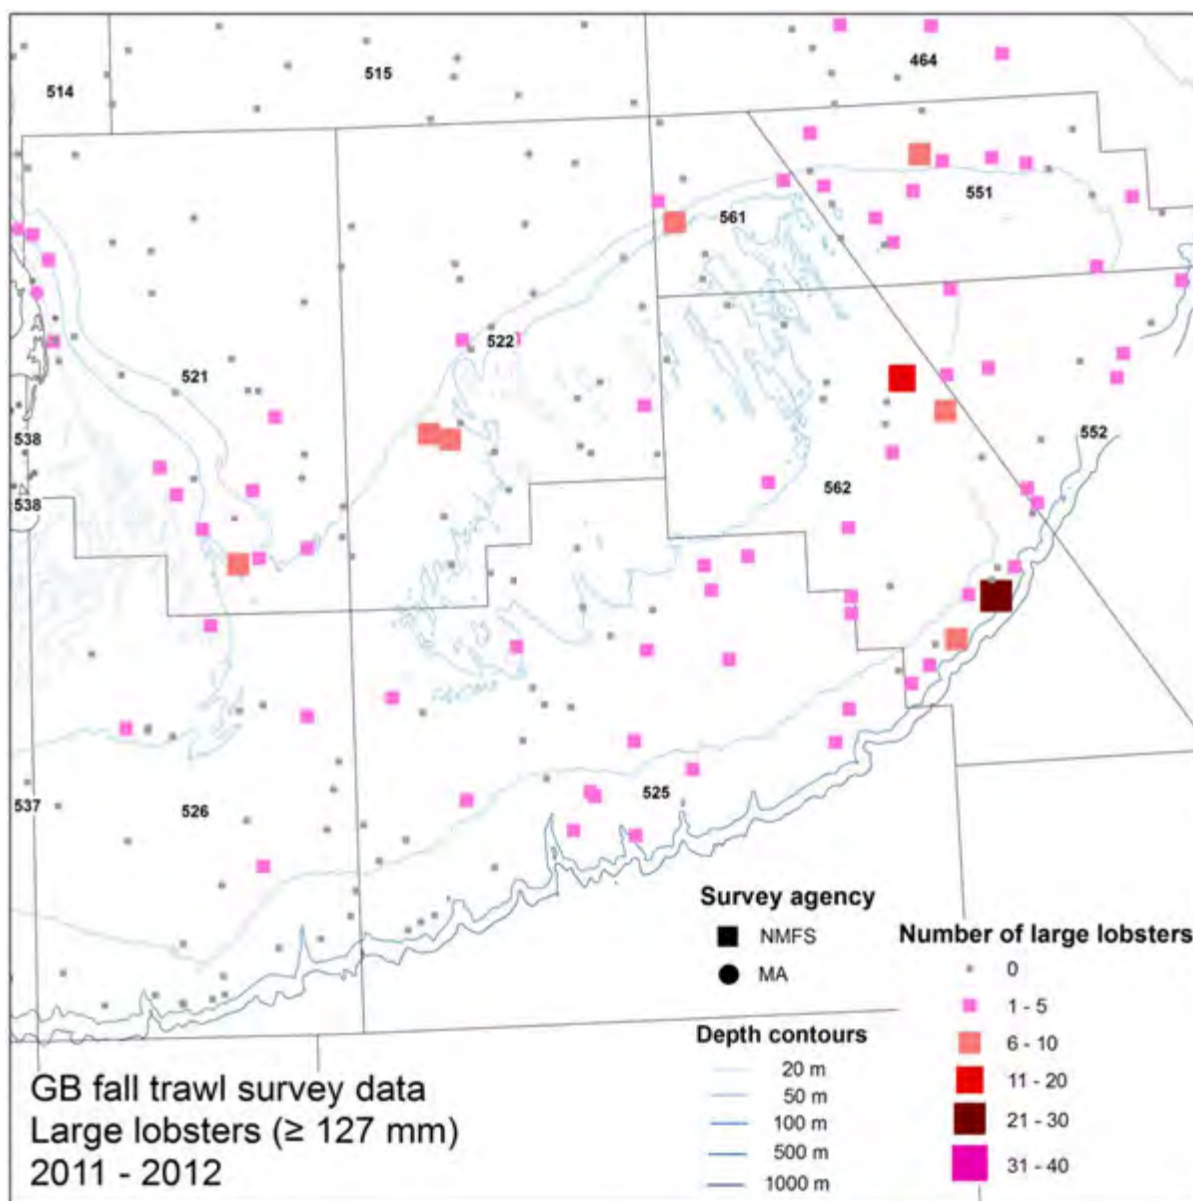 514
515
464
551
561
521
522
538
552
538
562
537
526
525
Survey agency
NMFS
MA
Number of large lobsters
0
1 - 5
6 - 10
11 - 20
21 - 30
31 - 40
Depth contours
20 m
50 m
100 m
500 m
1000 m
GB fall trawl survey data
Large lobsters (≥ 127 mm)
2011 - 2012